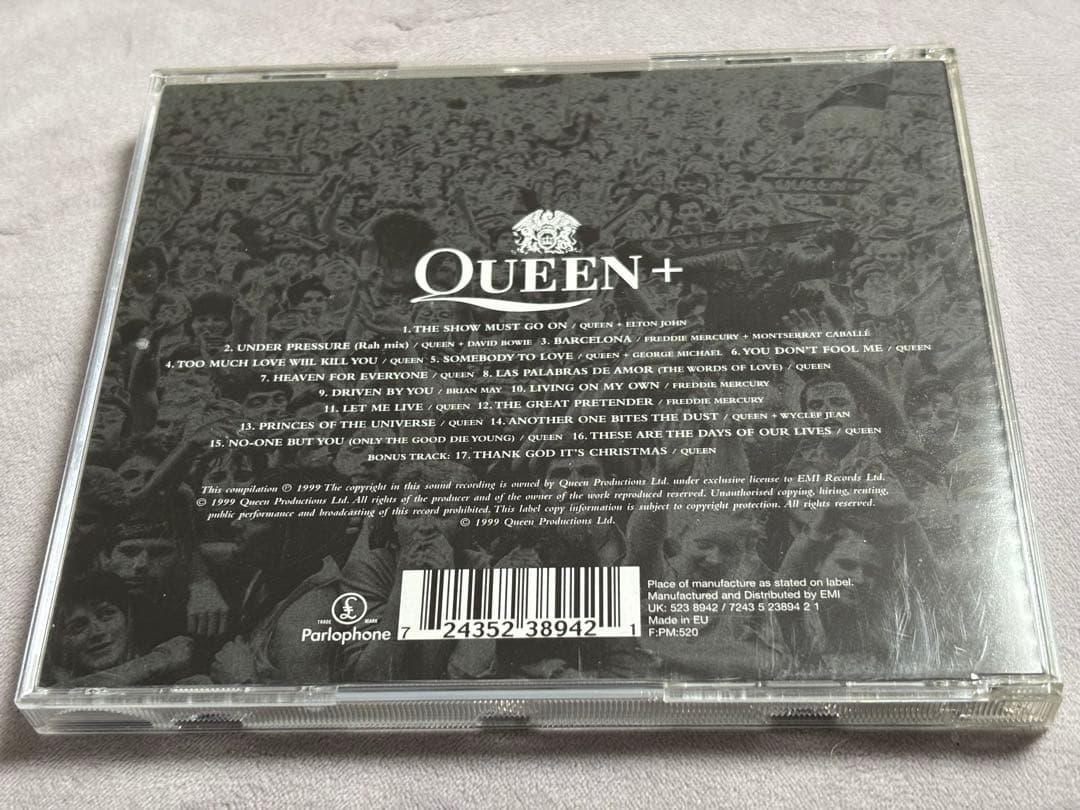 QUEEN +
QUEEN +
1. THE SHOW MUST GO ON / QUEEN + ELTON JOHN
2. UNDER PRESSURE (Rah mix) / QUEEN + DAVID BOWIE 3. BARCELONA / FREDDIE MERCURY + MONTSERRAT CABALLÉ
4. TOO MUCH LOVE WIIL KILL YOU / QUEEN 5. SOMEBODY TO LOVE / QUEEN + GEORGE MICHAEL 6. YOU DON'T FOOL ME / QUEEN
7. HEAVEN FOR EVERYONE / QUEEN 8. LAS PALABRAS DE AMOR (THE WORDS OF LOVE) / QUEEN
9. DRIVEN BY YOU / BRIAN MAY 10. LIVING ON MY OWN / FREDDIE MERCURY
11. LET ME LIVE / QUEEN 12. THE GREAT PRETENDER / FREDDIE MERCURY
13. PRINCES OF THE UNIVERSE / QUEEN 14. ANOTHER ONE BITES THE DUST / QUEEN + WYCLEF JEAN
15. NO-ONE BUT YOU (ONLY THE GOOD DIE YOUNG) / QUEEN 16. THESE ARE THE DAYS OF OUR LIVES / QUEEN
BONUS TRACK: 17. THANK GOD IT'S CHRISTMAS / QUEEN
This compilation ℗ 1999 The copyright in this sound recording is owned by Queen Productions Ltd. under exclusive license to EMI Records Ltd.
© 1999 Queen Productions Ltd. All rights of the producer and of the owner of the work reproduced reserved. Unauthorised copying, hiring, renting,
public performance and broadcasting of this record prohibited. This label copy information is subject to copyright protection. All rights reserved.
© 1999 Queen Productions Ltd.
£
TRADE MARK
Parlophone
7 24352 38942 1
Place of manufacture as stated on label.
Manufactured and Distributed by EMI
UK: 523 8942 / 7243 5 23894 2 1
Made in EU
F:PM:520